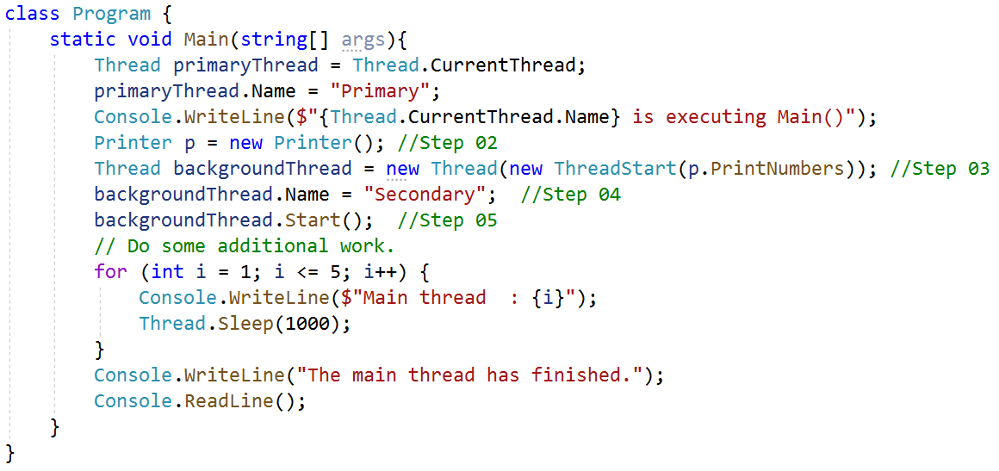 class Program {
    static void Main(string[] args){
        Thread primaryThread = Thread.CurrentThread;
        primaryThread.Name = "Primary";
        Console.WriteLine($"{Thread.CurrentThread.Name} is executing Main()");
        Printer p = new Printer(); //Step 02
        Thread backgroundThread = new Thread(new ThreadStart(p.PrintNumbers)); //Step 03
        backgroundThread.Name = "Secondary";  //Step 04
        backgroundThread.Start();  //Step 05
        // Do some additional work.
        for (int i = 1; i <= 5; i++) {
            Console.WriteLine($"Main thread  : {i}");
            Thread.Sleep(1000);
        }
        Console.WriteLine("The main thread has finished.");
        Console.ReadLine();
    }
}